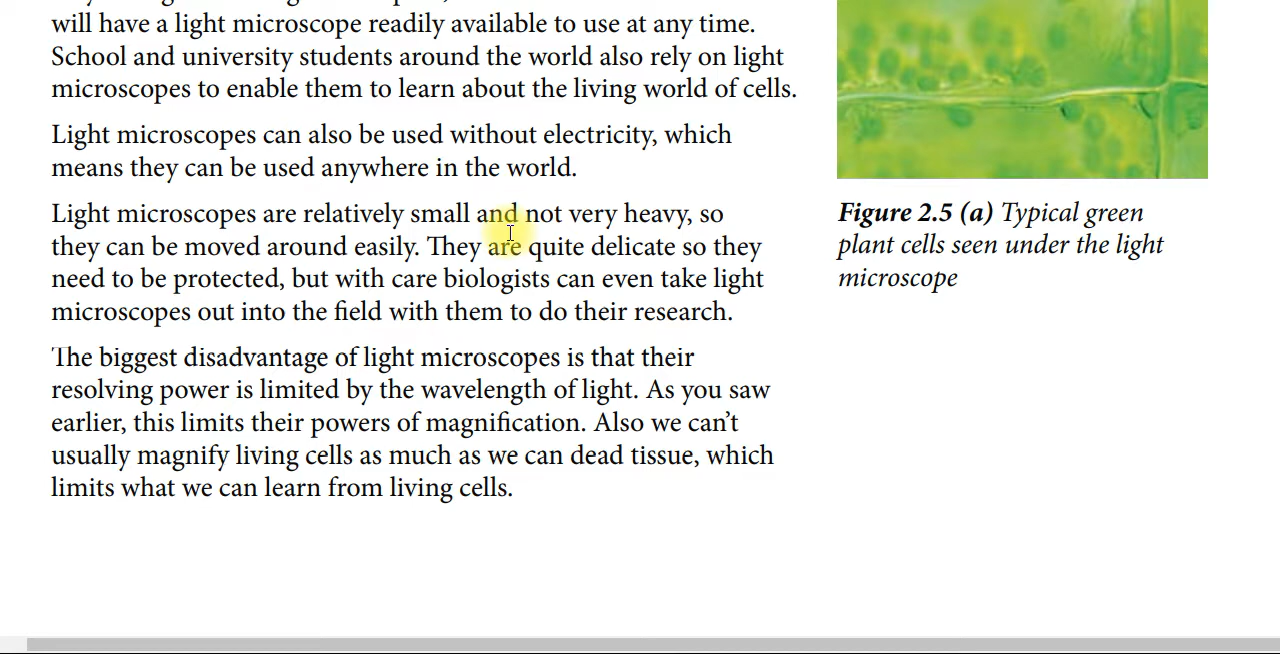 will have a light microscope readily available to use at any time.
School and university students around the world also rely on light
microscopes to enable them to learn about the living world of cells.
Light microscopes can also be used without electricity, which
means they can be used anywhere in the world.
Light microscopes are relatively small and not very heavy, so
they can be moved around easily. They are quite delicate so they
need to be protected, but with care biologists can even take light
microscopes out into the field with them to do their research.
The biggest disadvantage of light microscopes is that their
resolving power is limited by the wavelength of light. As you saw
earlier, this limits their powers of magnification. Also we can’t
usually magnify living cells as much as we can dead tissue, which
limits what we can learn from living cells.
Figure 2.5 (a) Typical green
plant cells seen under the light
microscope